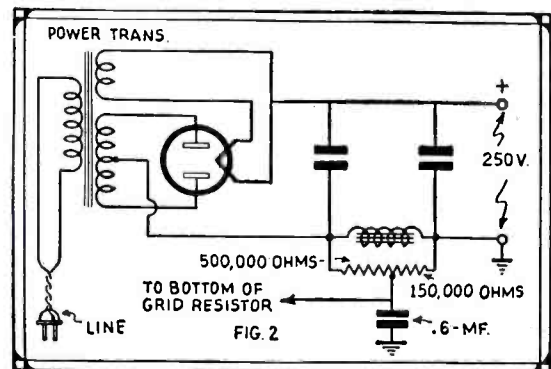 POWER TRANS.
+
250 V.
500,000 OHMS-
150,000 OHMS
TO BOTTOM OF
GRID RESISTOR
.6-MF.
LINE
FIG. 2